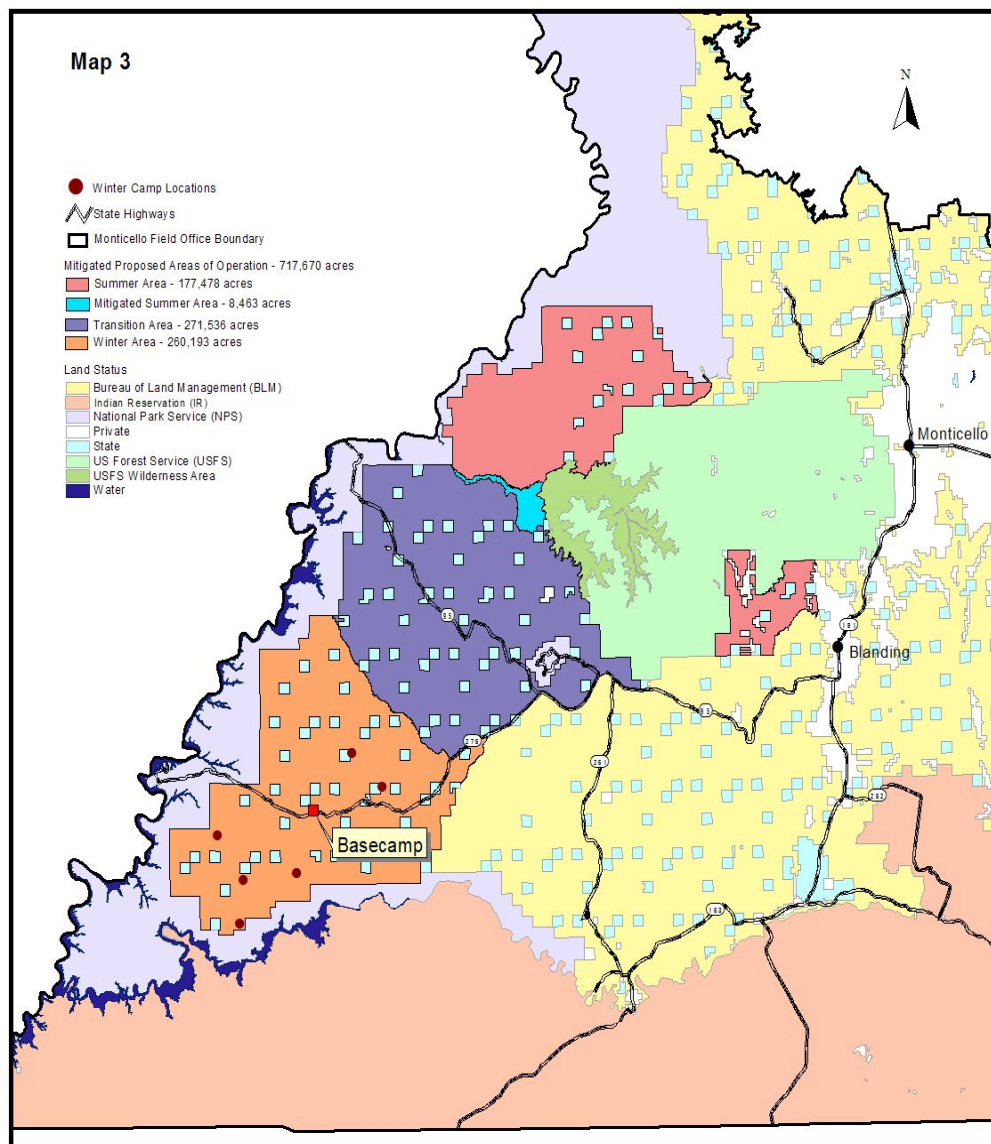 Map 3
N
Winter Camp Locations
State Highways
Monticello Field Office Boundary
Mitigated Proposed Areas of Operation - 717,670 acres
Summer Area - 177,478 acres
Mitigated Summer Area - 8,463 acres
Transition Area - 271,536 acres
Winter Area - 260,193 acres
Land Status
Bureau of Land Management (BLM)
Indian Reservation (IR)
National Park Service (NPS)
Private
State
US Forest Service (USFS)
USFS Wilderness Area
Water
Monticello
95
191
Blanding
95
276
261
262
Basecamp
163